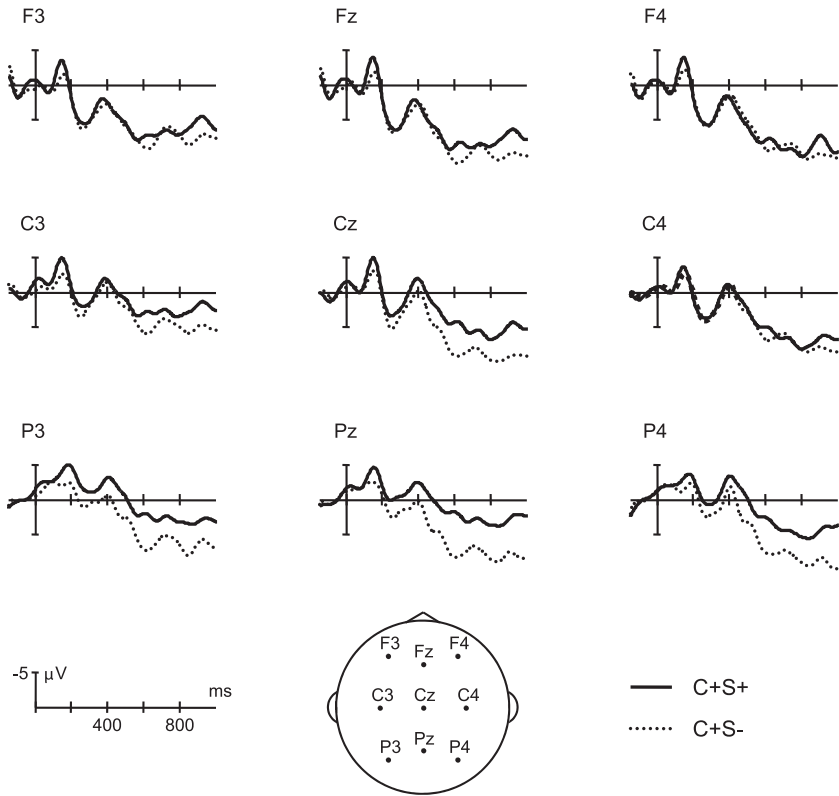 F3 Fz F4
C3 Cz C4
P3 Pz P4
-5 μV
ms
400 800
F3 Fz F4
C3 Cz C4
P3 Pz P4
C+S+
C+S-